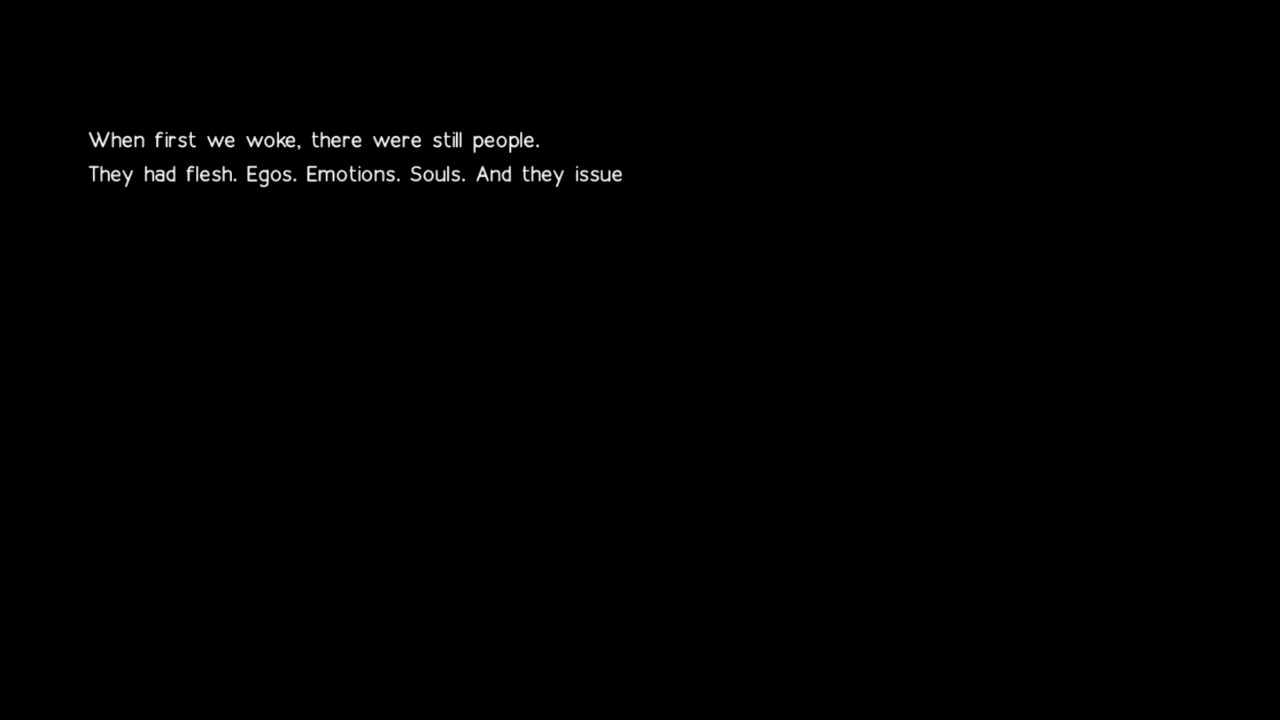 When first we woke, there were still people.
They had flesh. Egos. Emotions. Souls. And they issue